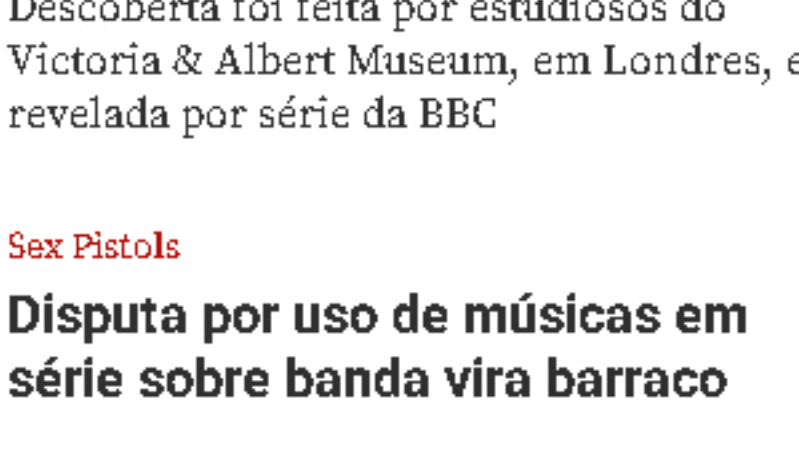 Descoberta foi feita por estudiosos do
Victoria & Albert Museum, em Londres, e
revelada por série da BBC
Sex Pistols
Disputa por uso de músicas em
série sobre banda vira barraco